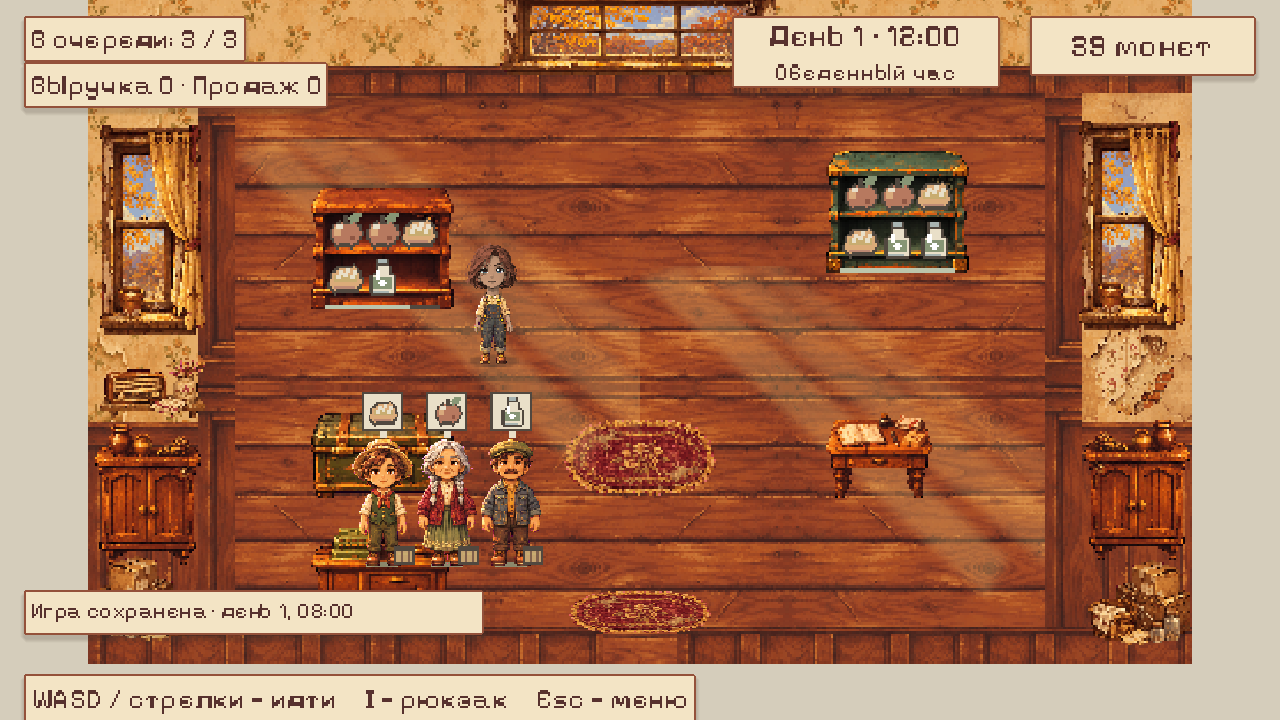 В очереди: 3 / 3
Выручка 0 · Продаж 0
День 1 · 12:00
Обеденный час
39 монет
Игра сохранена · день 1, 08:00
WASD / стрелки – идти    I – рюкзак    Esc – меню